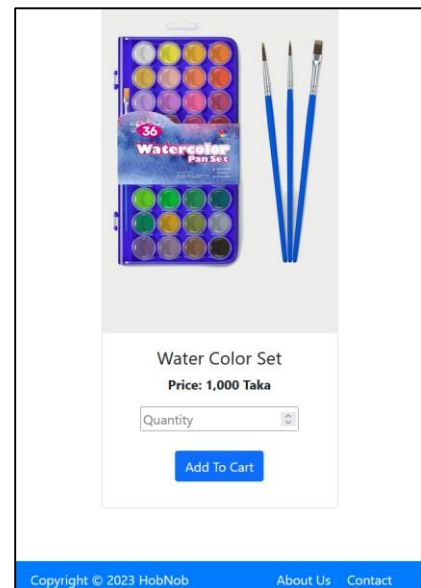 36
Watercolor
Pan Set
Water Color Set
Price: 1,000 Taka
Quantity
Add To Cart
Copyright © 2023 HobNob About Us Contact